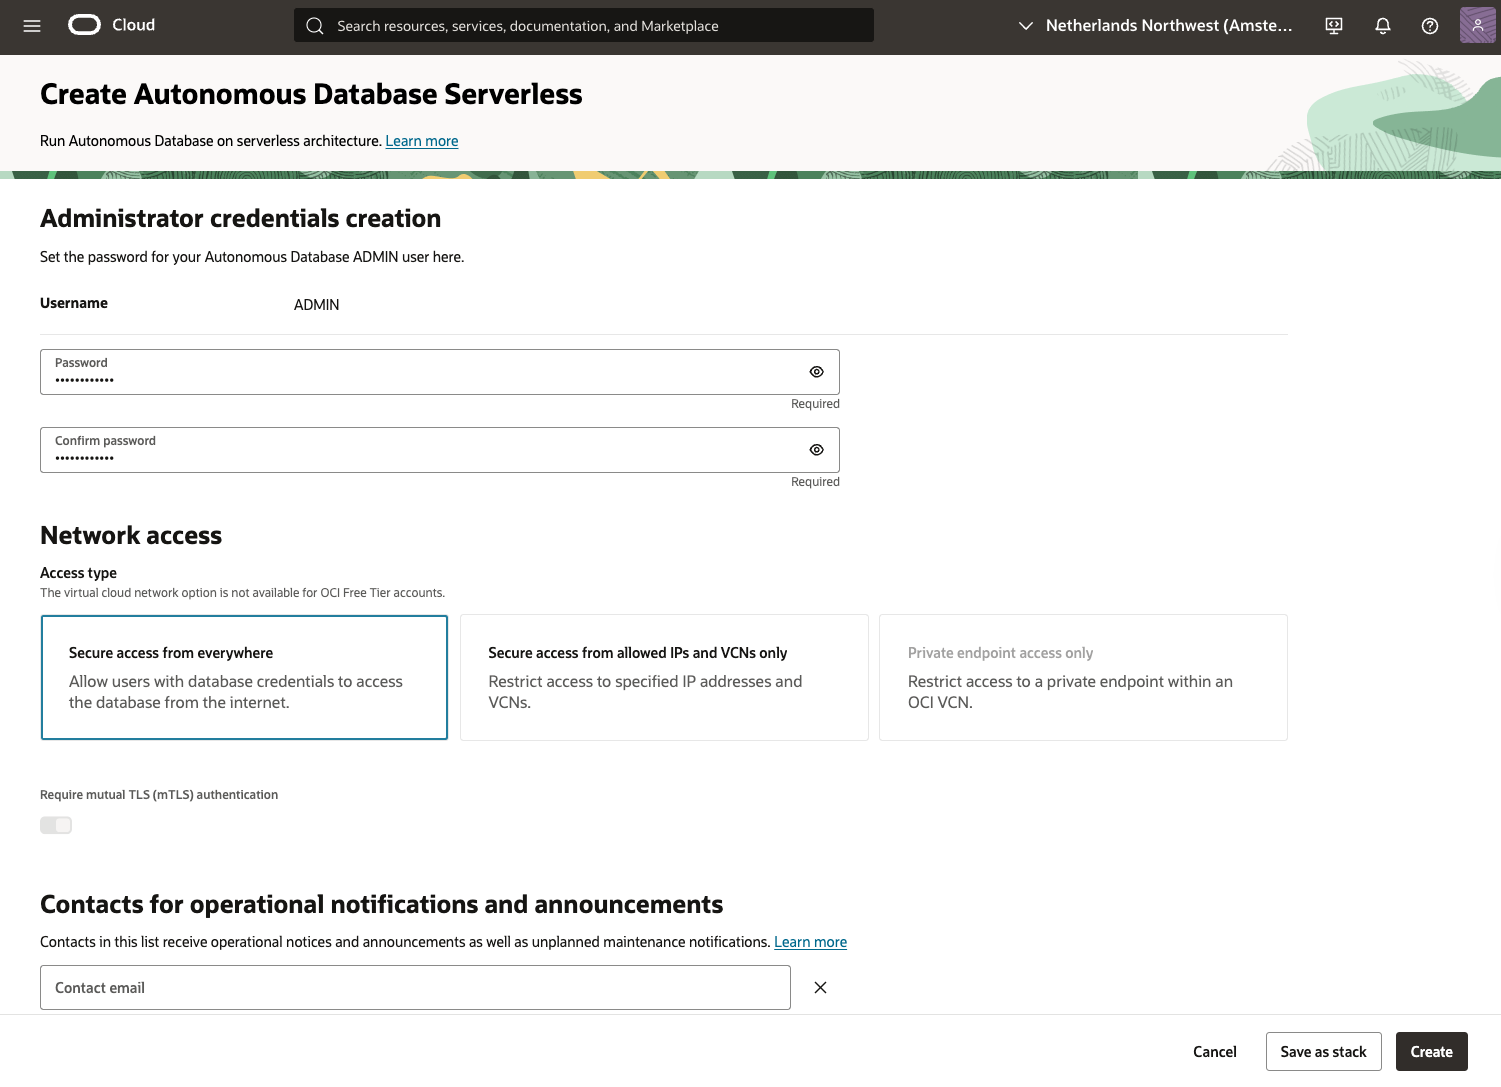 Cloud
Search resources, services, documentation, and Marketplace
Netherlands Northwest (Amste...
Create Autonomous Database Serverless
Run Autonomous Database on serverless architecture. Learn more
Administrator credentials creation
Set the password for your Autonomous Database ADMIN user here.
Username ADMIN
Password
••••••••••••
Required
Confirm password
••••••••••••
Required
Network access
Access type
The virtual cloud network option is not available for OCI Free Tier accounts.
Secure access from everywhere
Allow users with database credentials to access
the database from the internet.
Secure access from allowed IPs and VCNs only
Restrict access to specified IP addresses and
VCNs.
Private endpoint access only
Restrict access to a private endpoint within an
OCI VCN.
Require mutual TLS (mTLS) authentication
Contacts for operational notifications and announcements
Contacts in this list receive operational notices and announcements as well as unplanned maintenance notifications. Learn more
Contact email
Cancel
Save as stack
Create